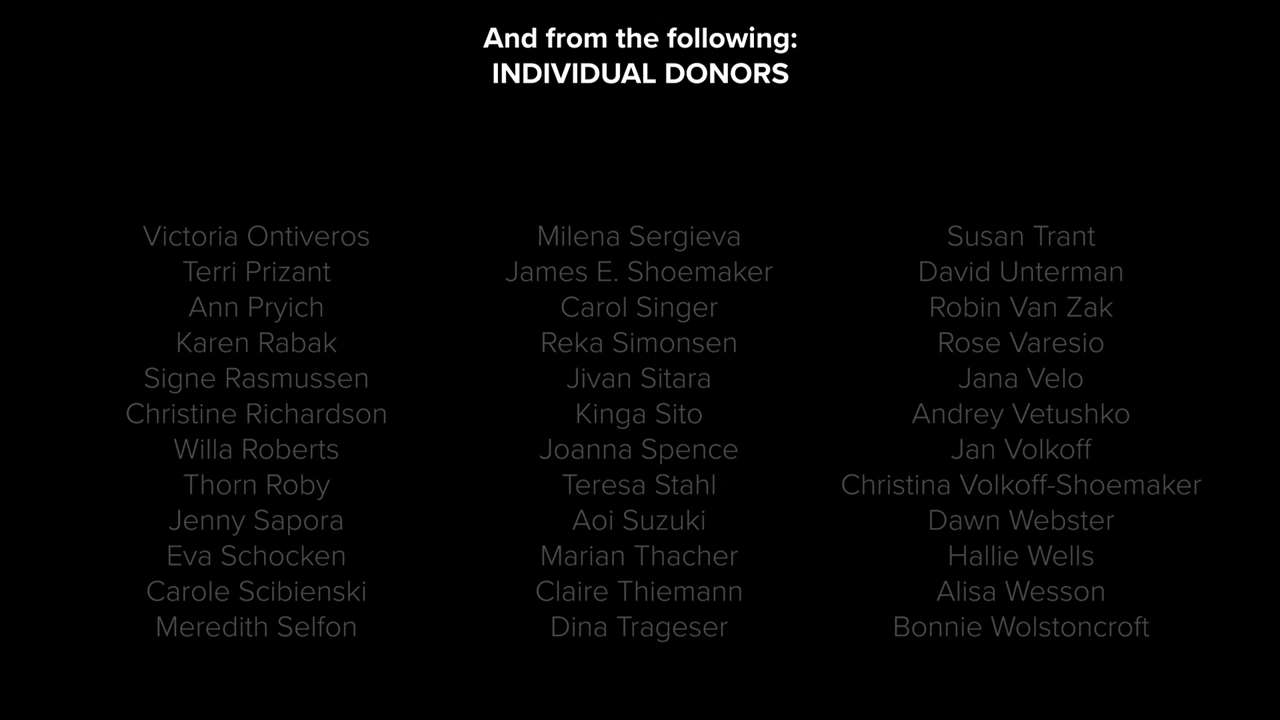 And from the following:
INDIVIDUAL DONORS
Victoria Ontiveros
Terri Prizant
Ann Pryich
Karen Rabak
Signe Rasmussen
Christine Richardson
Willa Roberts
Thorn Roby
Jenny Sapora
Eva Schocken
Carole Scibienski
Meredith Selfon
Milena Sergieva
James E. Shoemaker
Carol Singer
Reka Simonsen
Jivan Sitara
Kinga Sito
Joanna Spence
Teresa Stahl
Aoi Suzuki
Marian Thacher
Claire Thiemann
Dina Trageser
Susan Trant
David Unterman
Robin Van Zak
Rose Varesio
Jana Velo
Andrey Vetushko
Jan Volkoff
Christina Volkoff-Shoemaker
Dawn Webster
Hallie Wells
Alisa Wesson
Bonnie Wolstoncroft